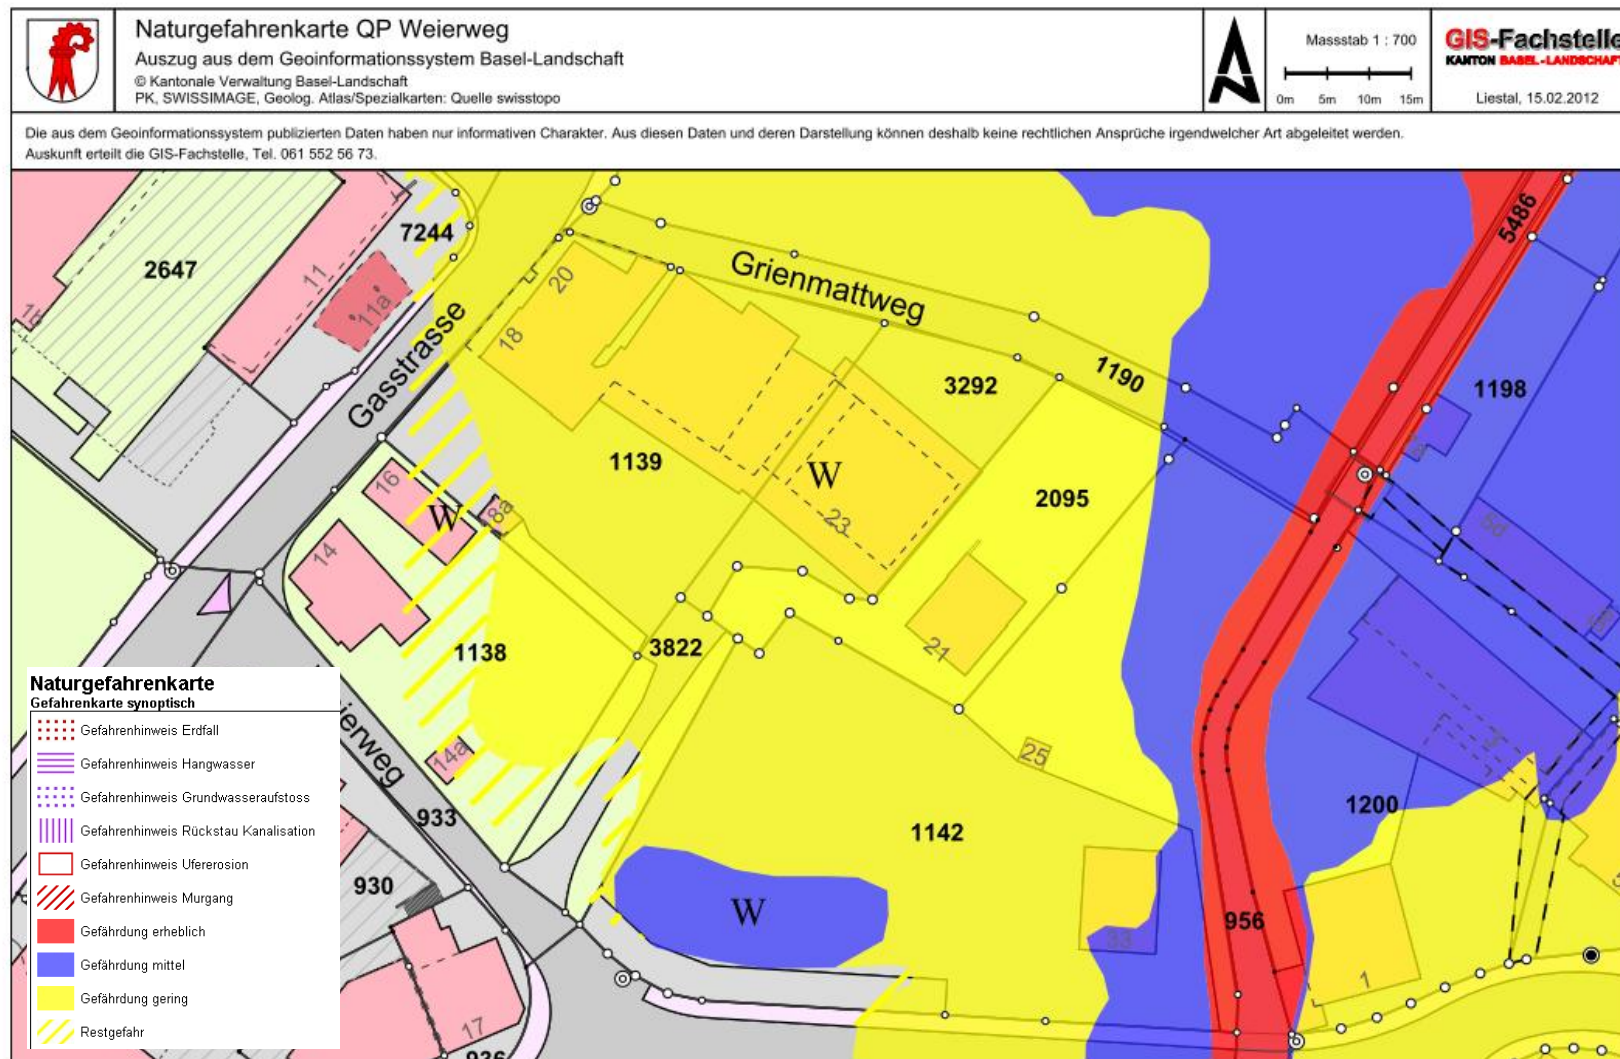 Naturgefahrenkarte QP Weierweg
Auszug aus dem Geoinformationssystem Basel-Landschaft
© Kantonale Verwaltung Basel-Landschaft
PK, SWISSIMAGE, Geolog. Atlas/Spezialkarten: Quelle swisstopo
Massstab 1 : 700
0m 5m 10m 15m
GIS-Fachstelle
KANTON BASEL-LANDSCHAFT
Liestal, 15.02.2012
Die aus dem Geoinformationssystem publizierten Daten haben nur informativen Charakter. Aus diesen Daten und deren Darstellung können deshalb keine rechtlichen Ansprüche irgendwelcher Art abgeleitet werden.
Auskunft erteilt die GIS-Fachstelle, Tel. 061 552 56 73.
7244
5486
2647
11
20
Grienmattweg
11a
18
Gasstrasse
3292
1190
1198
1139
W
2095
16
W
8a
23
5d
14
21
1138
3822
14a
25
1200
933
1142
930
W
956
33
1
17
936
Naturgefahrenkarte
Gefahrenkarte synoptisch
Gefahrenhinweis Erdfall
Gefahrenhinweis Hangwasser
Gefahrenhinweis Grundwasseraufstoss
Gefahrenhinweis Rückstau Kanalisation
Gefahrenhinweis Ufererosion
Gefahrenhinweis Murgang
Gefährdung erheblich
Gefährdung mittel
Gefährdung gering
Restgefahr